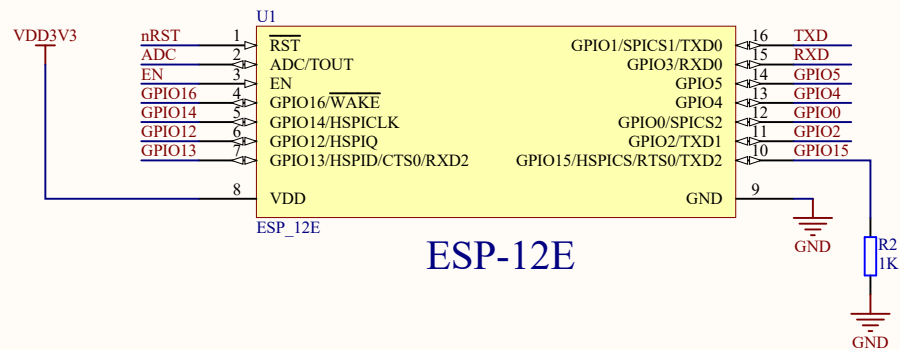 U1
VDD3V3
nRST 1 RST GPIO1/SPICS1/TXD0 16 TXD
ADC 2 ADC/TOUT GPIO3/RXD0 15 RXD
EN 3 EN GPIO5 14 GPIO5
GPIO16 4 GPIO16/WAKE GPIO4 13 GPIO4
GPIO14 5 GPIO14/HSPICLK GPIO0/SPICS2 12 GPIO0
GPIO12 6 GPIO12/HSPIQ GPIO2/TXD1 11 GPIO2
GPIO13 7 GPIO13/HSPID/CTS0/RXD2 GPIO15/HSPICS/RTS0/TXD2 10 GPIO15
8 VDD GND 9
ESP_12E
ESP-12E
GND
R2
1K
GND